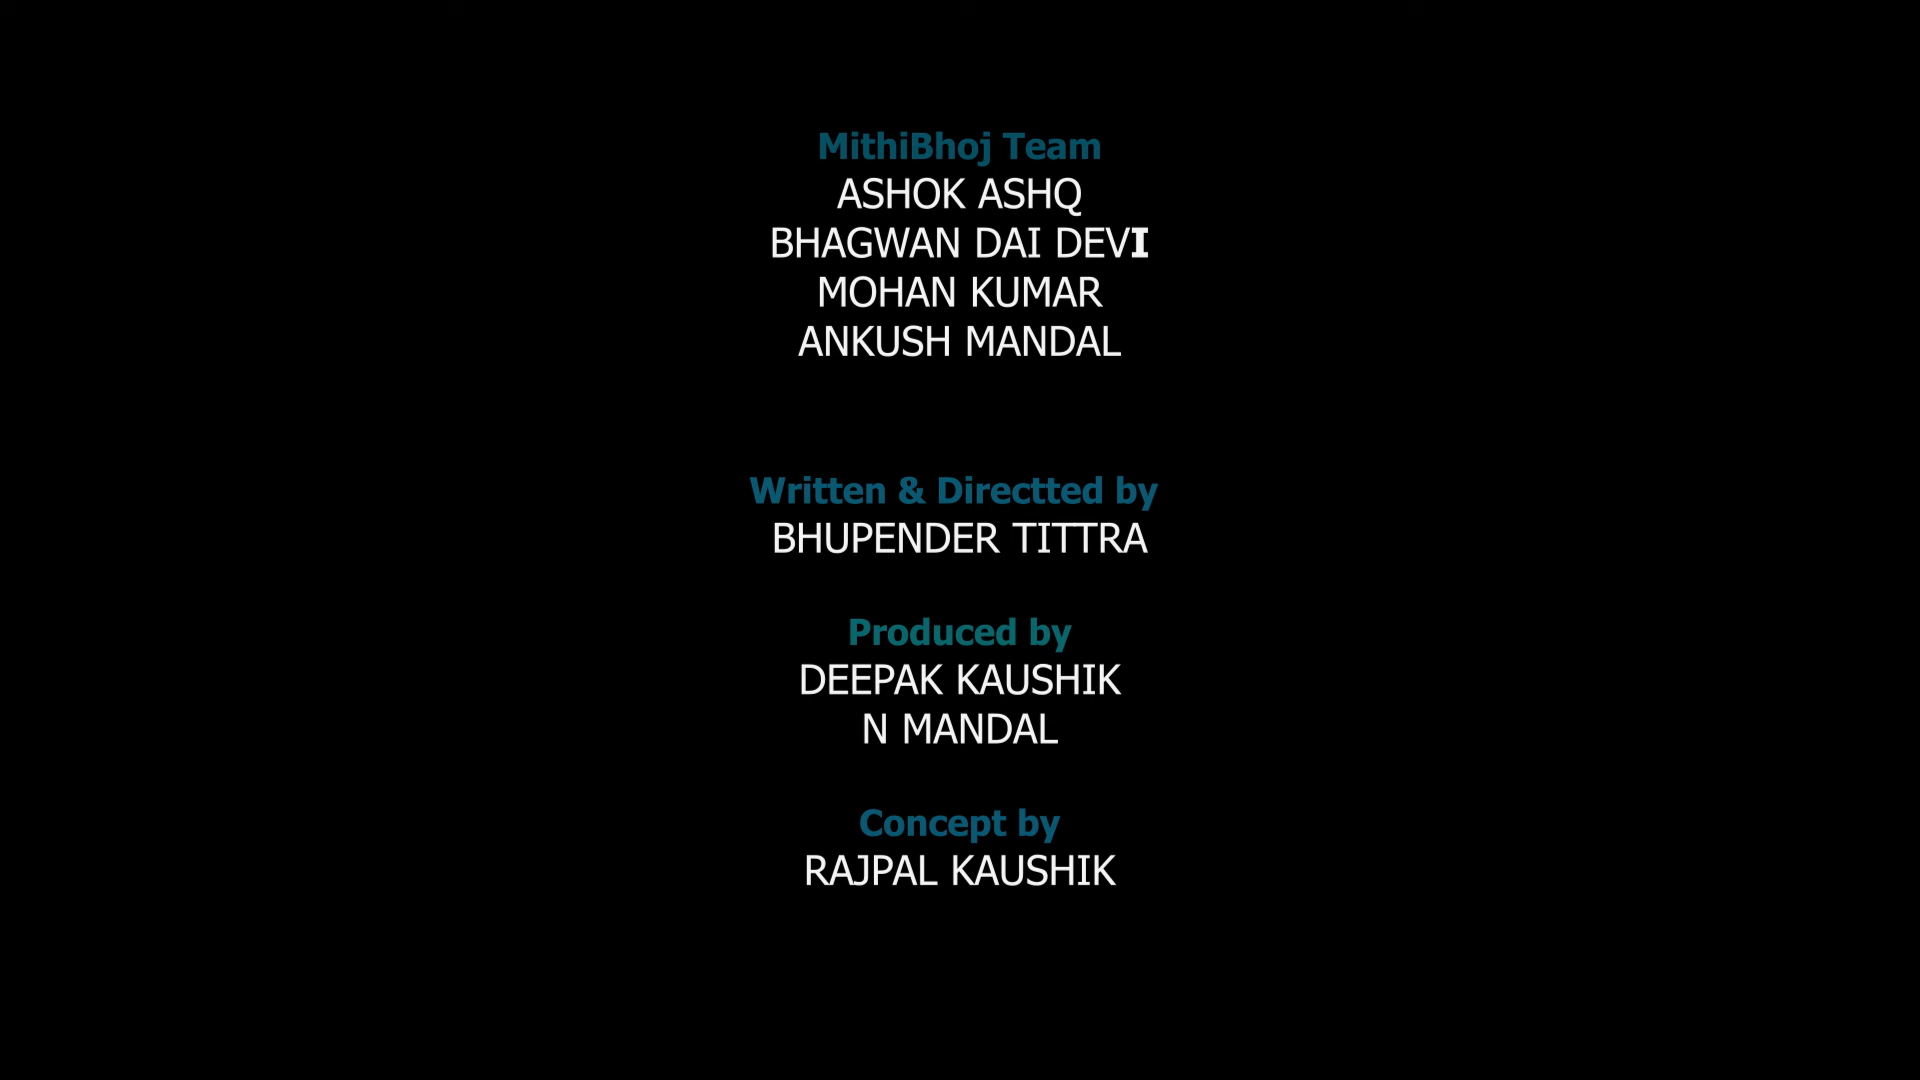 MithiBhoj Team
ASHOK ASHQ
BHAGWAN DAI DEVI
MOHAN KUMAR
ANKUSH MANDAL
Written & Directted by
BHUPENDER TITTRA
Produced by
DEEPAK KAUSHIK
N MANDAL
Concept by
RAJPAL KAUSHIK